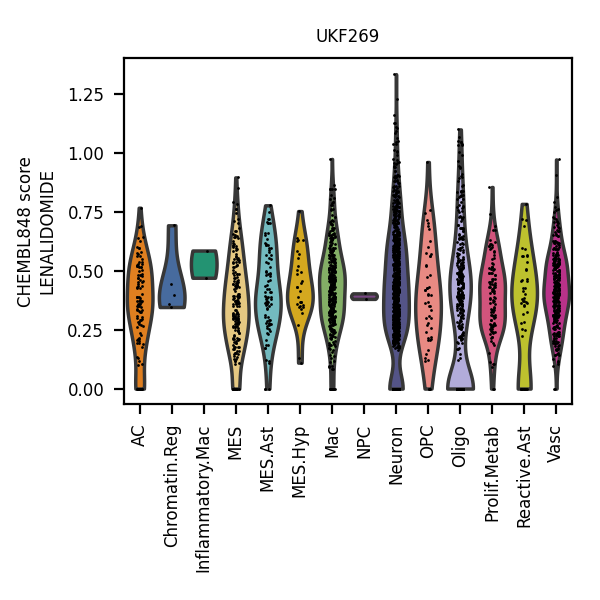 UKF269
CHEMBL848 score
LENALIDOMIDE
1.25
1.00
0.75
0.50
0.25
0.00
AC
Chromatin.Reg
Inflammatory.Mac
MES
MES.Ast
MES.Hyp
Mac
NPC
Neuron
OPC
Oligo
Prolif.Metab
Reactive.Ast
Vasc